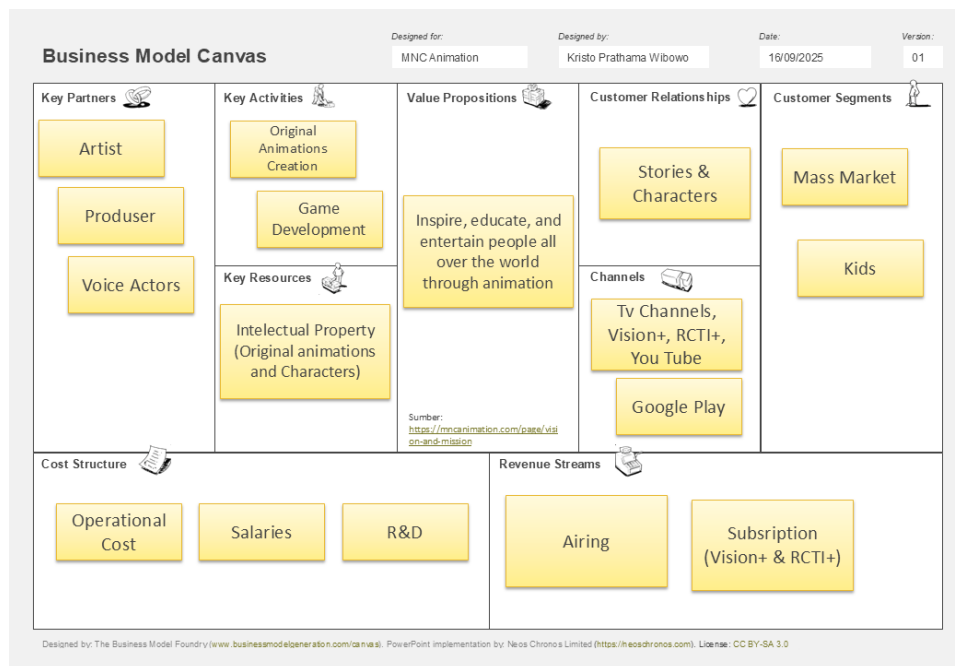 Designed for:
Designed by:
Date:
Version:
Business Model Canvas
MNC Animation
Kristo Prathama Wibowo
16/09/2025
01
Key Partners
Artist
Produser
Voice Actors
Key Activities
Original
Animations
Creation
Game
Development
Key Resources
Intelectual Property
(Original animations
and Characters)
Value Propositions
Inspire, educate, and
entertain people all
over the world
through animation
Sumber:
https://mncanimation.com/page/visi
on-and-mission
Customer Relationships
Stories &
Characters
Channels
Tv Channels,
Vision+, RCTI+,
You Tube
Google Play
Customer Segments
Mass Market
Kids
Cost Structure
Operational
Cost
Salaries
R&D
Revenue Streams
Airing
Subsription
(Vision+ & RCTI+)
Designed by: The Business Model Foundry (www.businessmodelgeneration.com/canvas). PowerPoint implementation by: Neos Chronos Limited (https://neoschronos.com). License: CC BY-SA 3.0